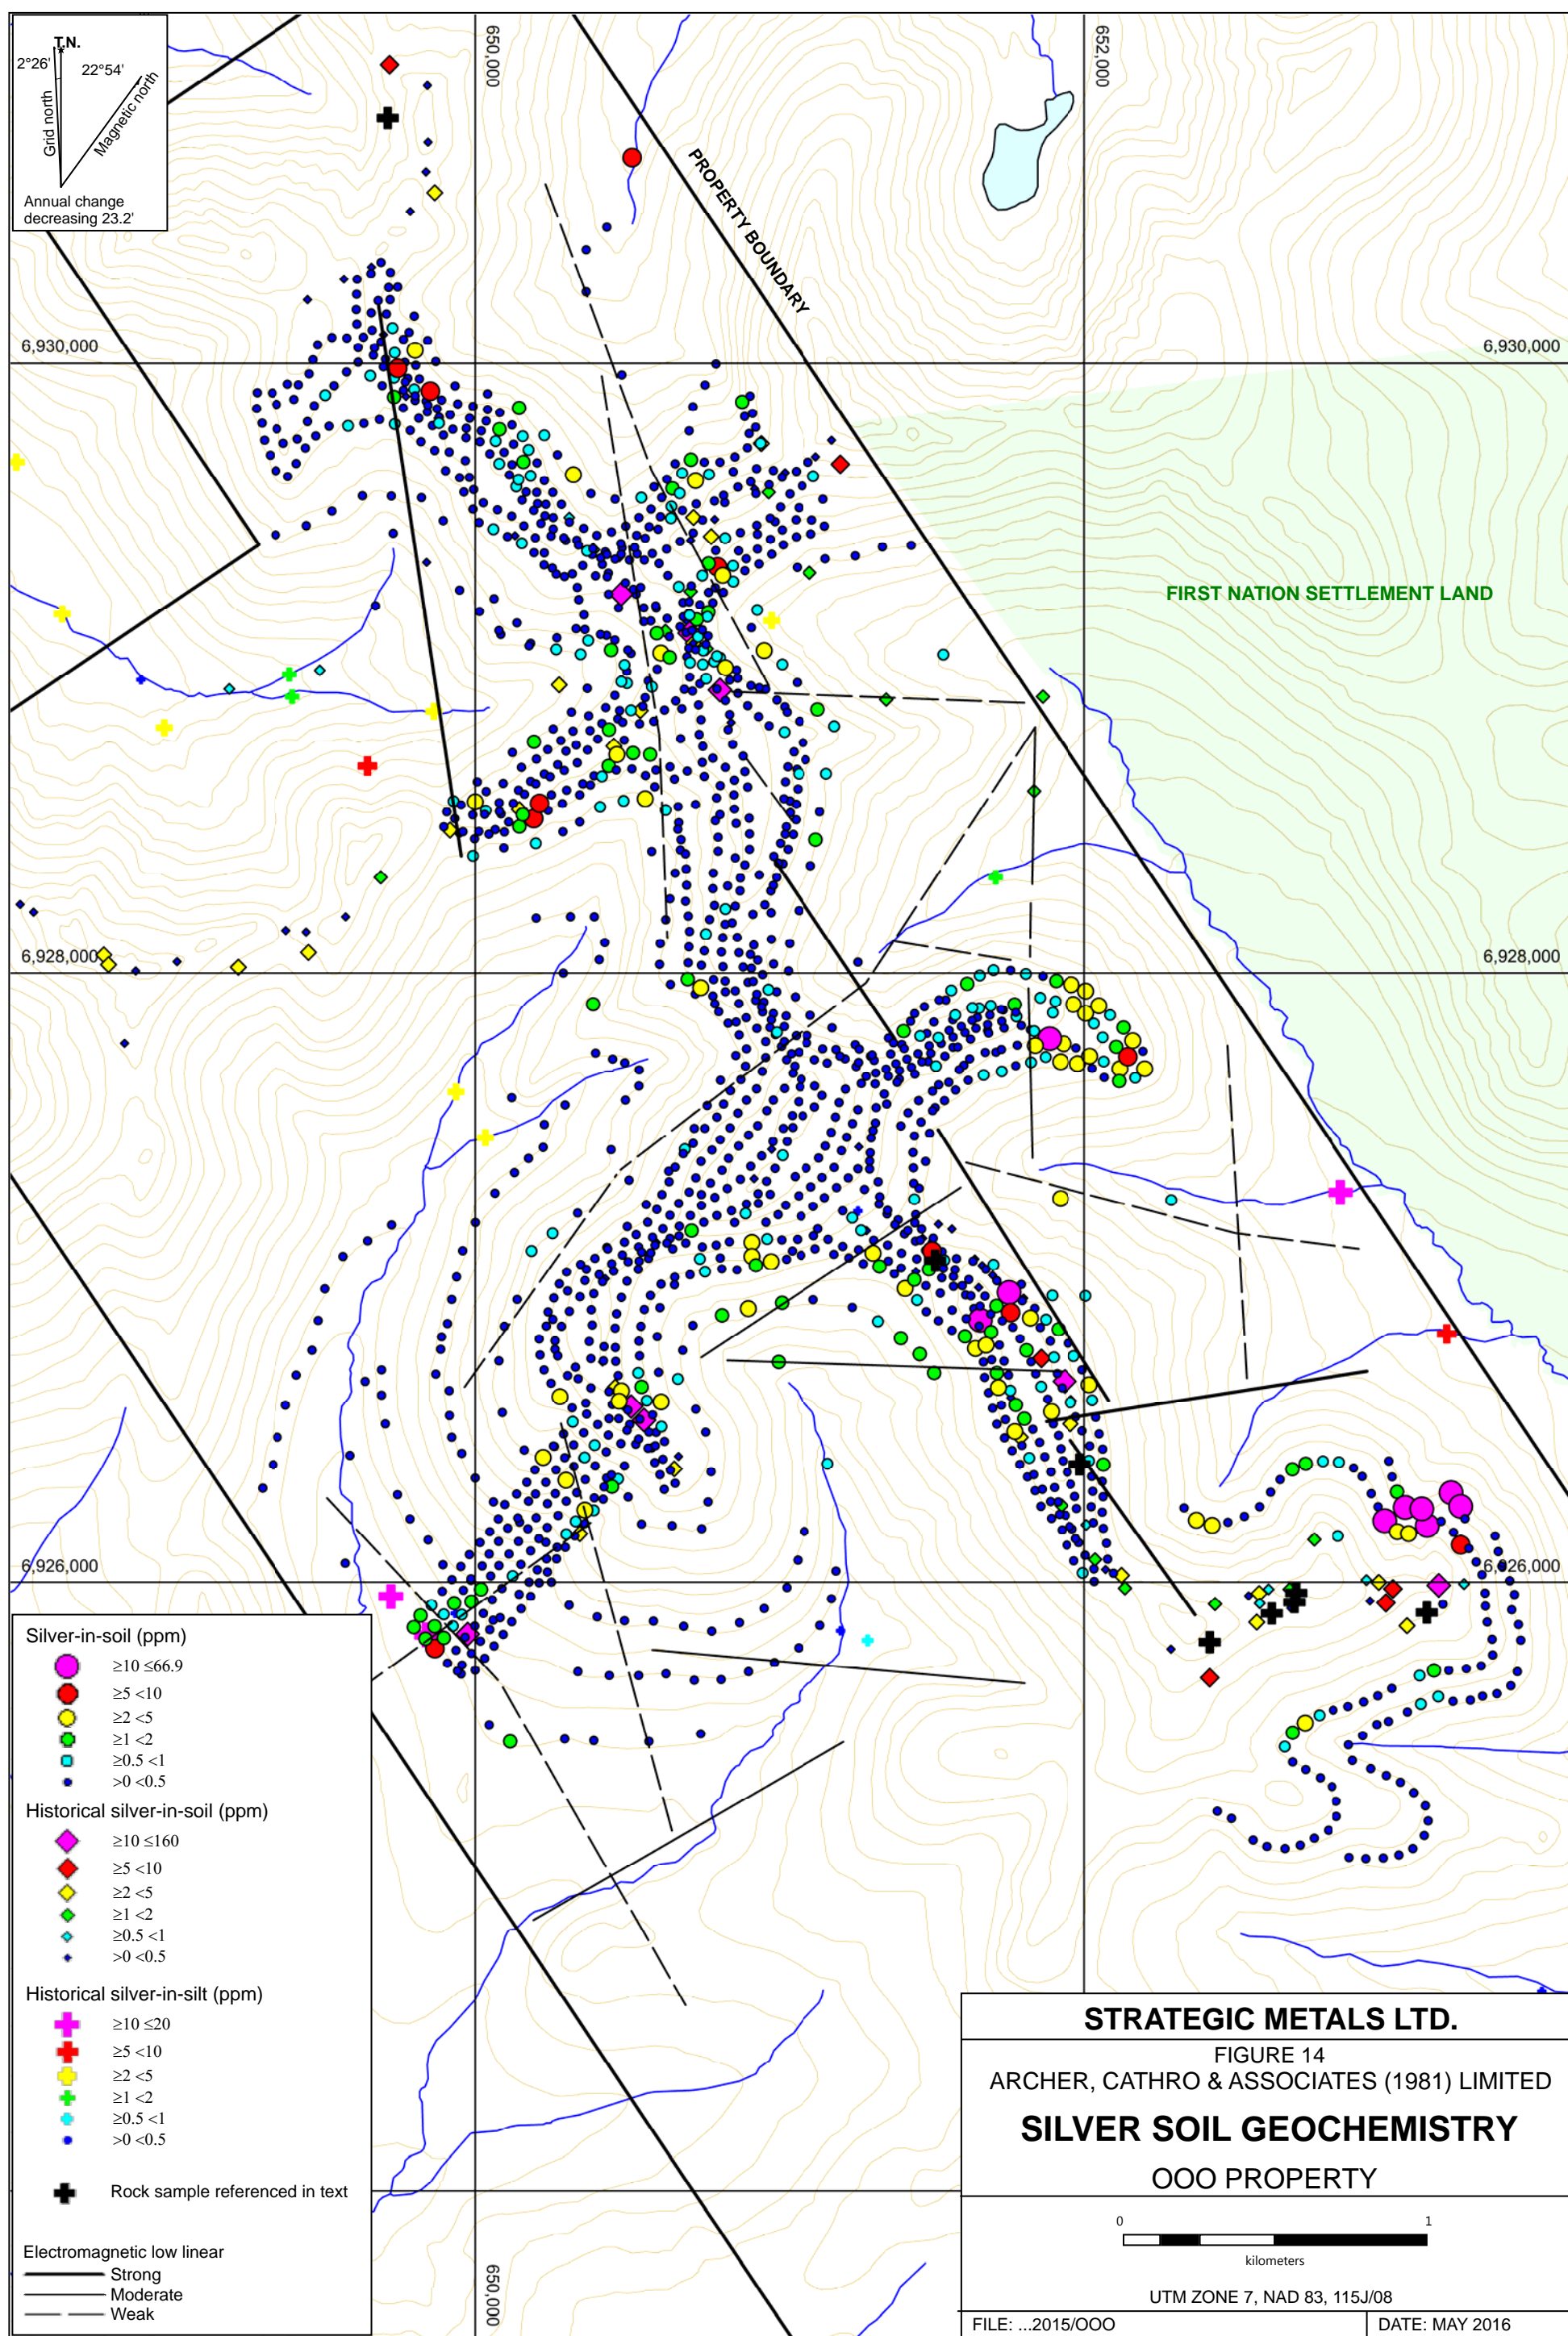 T.N.
2°26'
22°54'
Grid north
Magnetic north
Annual change
decreasing 23.2'
650,000
652,000
PROPERTY BOUNDARY
6,930,000
6,930,000
FIRST NATION SETTLEMENT LAND
6,928,000
6,928,000
6,926,000
6,926,000
Silver-in-soil (ppm)
≥10 ≤66.9
≥5 <10
≥2 <5
≥1 <2
≥0.5 <1
>0 <0.5
Historical silver-in-soil (ppm)
≥10 ≤160
≥5 <10
≥2 <5
≥1 <2
≥0.5 <1
>0 <0.5
Historical silver-in-silt (ppm)
≥10 ≤20
≥5 <10
≥2 <5
≥1 <2
≥0.5 <1
>0 <0.5
Rock sample referenced in text
Electromagnetic low linear
Strong
Moderate
Weak
650,000
STRATEGIC METALS LTD.
FIGURE 14
ARCHER, CATHRO & ASSOCIATES (1981) LIMITED
SILVER SOIL GEOCHEMISTRY
OOO PROPERTY
0 1
kilometers
UTM ZONE 7, NAD 83, 115J/08
FILE: ...2015/OOO
DATE: MAY 2016